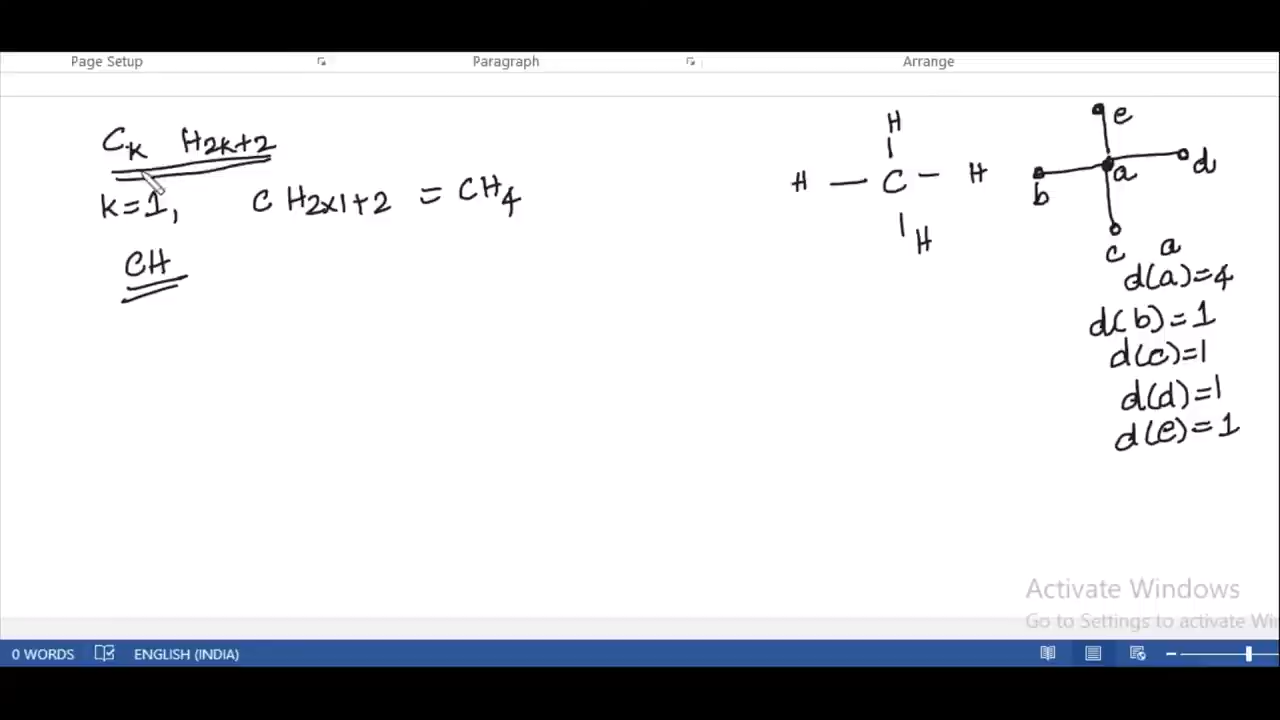 Page Setup Paragraph Arrange
Ck H2k+2
k=1, C H2x1+2 = CH4
CH
H
H — C — H
H
e
d
a
b
c a
d(a)=4
d(b)=1
d(c)=1
d(d)=1
d(e)=1
Activate Windows
Go to Settings to activate Wi
0 WORDS ENGLISH (INDIA)